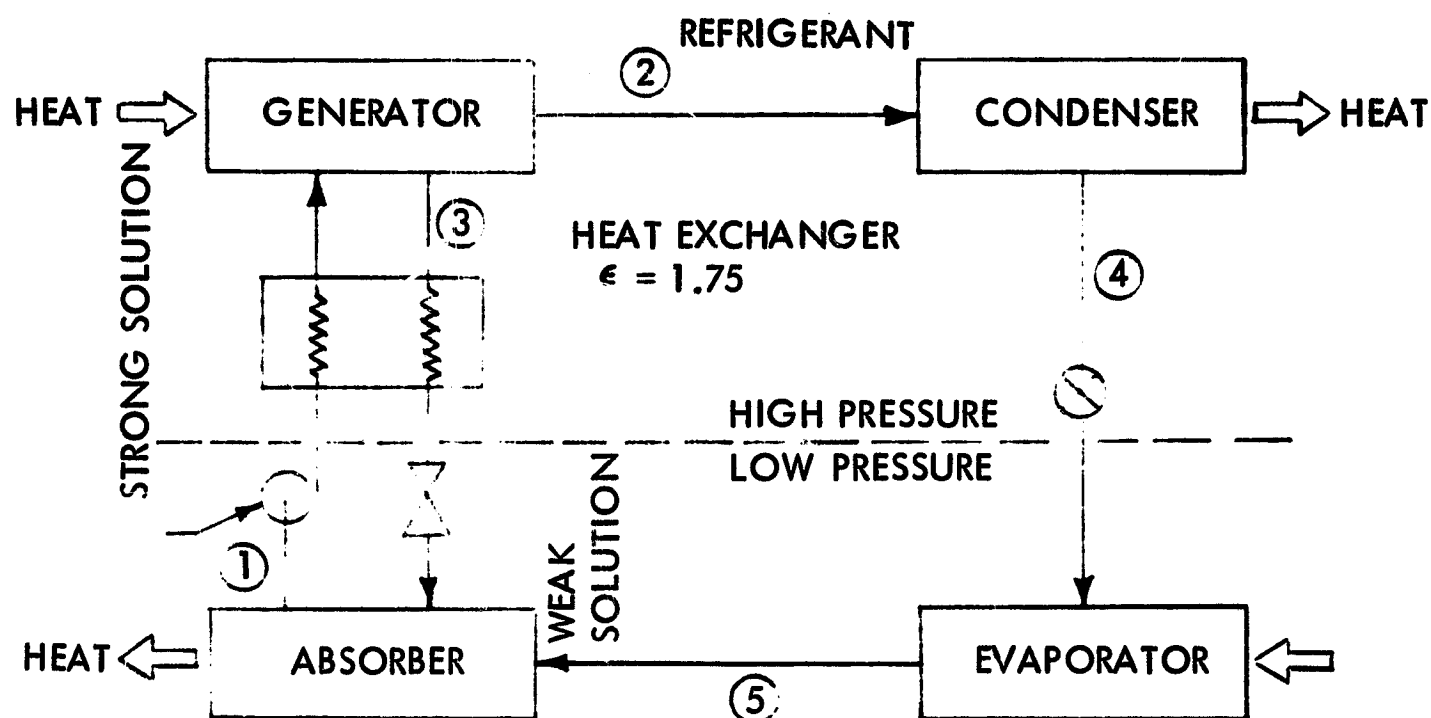 REFRIGERANT
②
HEAT
GENERATOR
CONDENSER
HEAT
STRONG SOLUTION
③
HEAT EXCHANGER
ϵ = 1.75
④
HIGH PRESSURE
LOW PRESSURE
①
WEAK
SOLUTION
HEAT
ABSORBER
EVAPORATOR
⑤